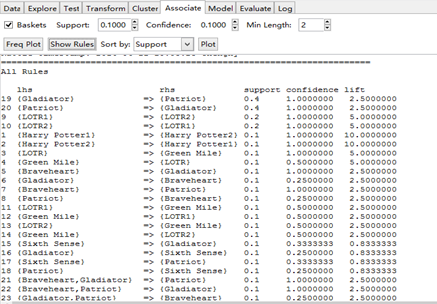 Data Explore Test Transform Cluster Associate Model Evaluate Log
Baskets Support: 0.1000 Confidence: 0.1000 Min Length: 2
Freq Plot Show Rules Sort by: Support Plot
All Rules
lhs rhs support confidence lift
19 {Gladiator} => {Patriot} 0.4 1.0000000 2.5000000
20 {Patriot} => {Gladiator} 0.4 1.0000000 2.5000000
9 {LOTR1} => {LOTR2} 0.2 1.0000000 5.0000000
10 {LOTR2} => {LOTR1} 0.2 1.0000000 5.0000000
1 {Harry Potter1} => {Harry Potter2} 0.1 1.0000000 10.0000000
2 {Harry Potter2} => {Harry Potter1} 0.1 1.0000000 10.0000000
3 {LOTR} => {Green Mile} 0.1 1.0000000 5.0000000
4 {Green Mile} => {LOTR} 0.1 0.5000000 5.0000000
5 {Braveheart} => {Gladiator} 0.1 1.0000000 2.5000000
6 {Gladiator} => {Braveheart} 0.1 0.2500000 2.5000000
7 {Braveheart} => {Patriot} 0.1 1.0000000 2.5000000
8 {Patriot} => {Braveheart} 0.1 0.2500000 2.5000000
11 {LOTR1} => {Green Mile} 0.1 0.5000000 2.5000000
12 {Green Mile} => {LOTR1} 0.1 0.5000000 2.5000000
13 {LOTR2} => {Green Mile} 0.1 0.5000000 2.5000000
14 {Green Mile} => {LOTR2} 0.1 0.5000000 2.5000000
15 {Sixth Sense} => {Gladiator} 0.1 0.3333333 0.8333333
16 {Gladiator} => {Sixth Sense} 0.1 0.2500000 0.8333333
17 {Sixth Sense} => {Patriot} 0.1 0.3333333 0.8333333
18 {Patriot} => {Sixth Sense} 0.1 0.2500000 0.8333333
21 {Braveheart,Gladiator} => {Patriot} 0.1 1.0000000 2.5000000
22 {Braveheart,Patriot} => {Gladiator} 0.1 1.0000000 2.5000000
23 {Gladiator,Patriot} => {Braveheart} 0.1 0.2500000 2.5000000